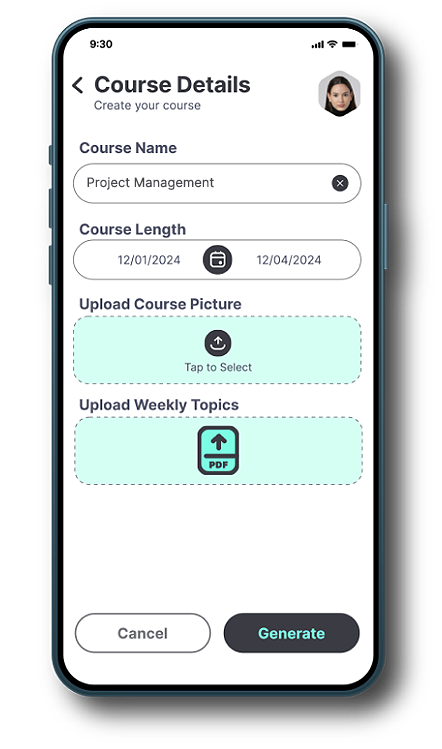 9:30
Course Details
Create your course
Course Name
Project Management
Course Length
12/01/2024 12/04/2024
Upload Course Picture
Tap to Select
Upload Weekly Topics
PDF
Cancel Generate